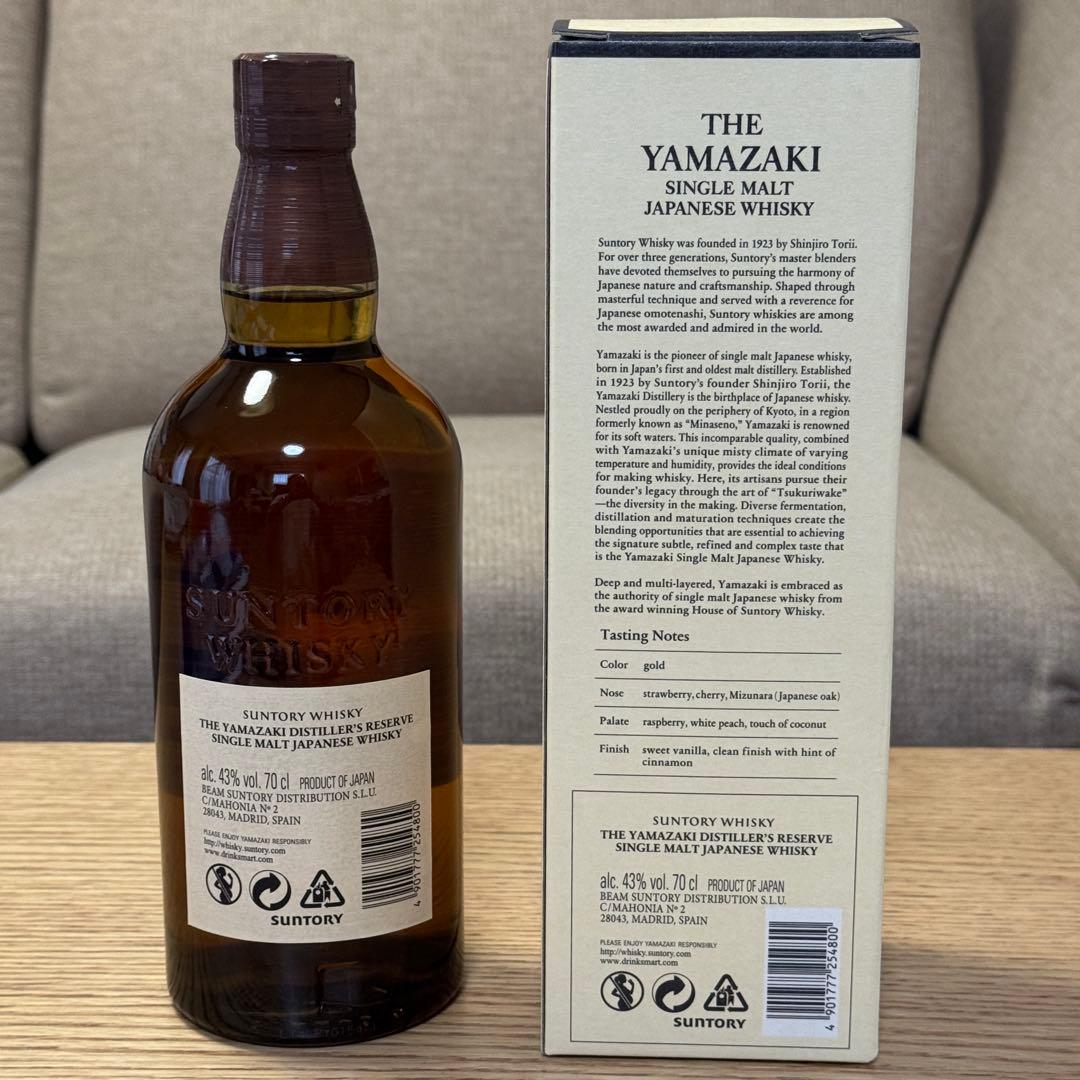 SUNTORY
WHISKY
SUNTORY WHISKY
THE YAMAZAKI DISTILLER'S RESERVE
SINGLE MALT JAPANESE WHISKY
alc. 43% vol. 70 cl PRODUCT OF JAPAN
BEAM SUNTORY DISTRIBUTION S.L.U.
C/MAHONIA Nº 2
28043, MADRID, SPAIN
PLEASE ENJOY YAMAZAKI RESPONSIBLY
http://whisky.suntory.com
www.drinksmart.com
SUNTORY
4 901777 254800
THE
YAMAZAKI
SINGLE MALT
JAPANESE WHISKY
Suntory Whisky was founded in 1923 by Shinjiro Torii.
For over three generations, Suntory's master blenders
have devoted themselves to pursuing the harmony of
Japanese nature and craftsmanship. Shaped through
masterful technique and served with a reverence for
Japanese omotenashi, Suntory whiskies are among
the most awarded and admired in the world.
Yamazaki is the pioneer of single malt Japanese whisky,
born in Japan's first and oldest malt distillery. Established
in 1923 by Suntory's founder Shinjiro Torii, the
Yamazaki Distillery is the birthplace of Japanese whisky.
Nestled proudly on the periphery of Kyoto, in a region
formerly known as "Minaseno," Yamazaki is renowned
for its soft waters. This incomparable quality, combined
with Yamazaki's unique misty climate of varying
temperature and humidity, provides the ideal conditions
for making whisky. Here, its artisans pursue their
founder's legacy through the art of "Tsukuriwake"
—the diversity in the making. Diverse fermentation,
distillation and maturation techniques create the
blending opportunities that are essential to achieving
the signature subtle, refined and complex taste that
is the Yamazaki Single Malt Japanese Whisky.
Deep and multi-layered, Yamazaki is embraced as
the authority of single malt Japanese whisky from
the award winning House of Suntory Whisky.
Tasting Notes
Color gold
Nose strawberry, cherry, Mizunara (Japanese oak)
Palate raspberry, white peach, touch of coconut
Finish sweet vanilla, clean finish with hint of
cinnamon
SUNTORY WHISKY
THE YAMAZAKI DISTILLER'S RESERVE
SINGLE MALT JAPANESE WHISKY
alc. 43% vol. 70 cl PRODUCT OF JAPAN
BEAM SUNTORY DISTRIBUTION S.L.U.
C/MAHONIA Nº 2
28043, MADRID, SPAIN
PLEASE ENJOY YAMAZAKI RESPONSIBLY
http://whisky.suntory.com
www.drinksmart.com
SUNTORY
4 901777 254800